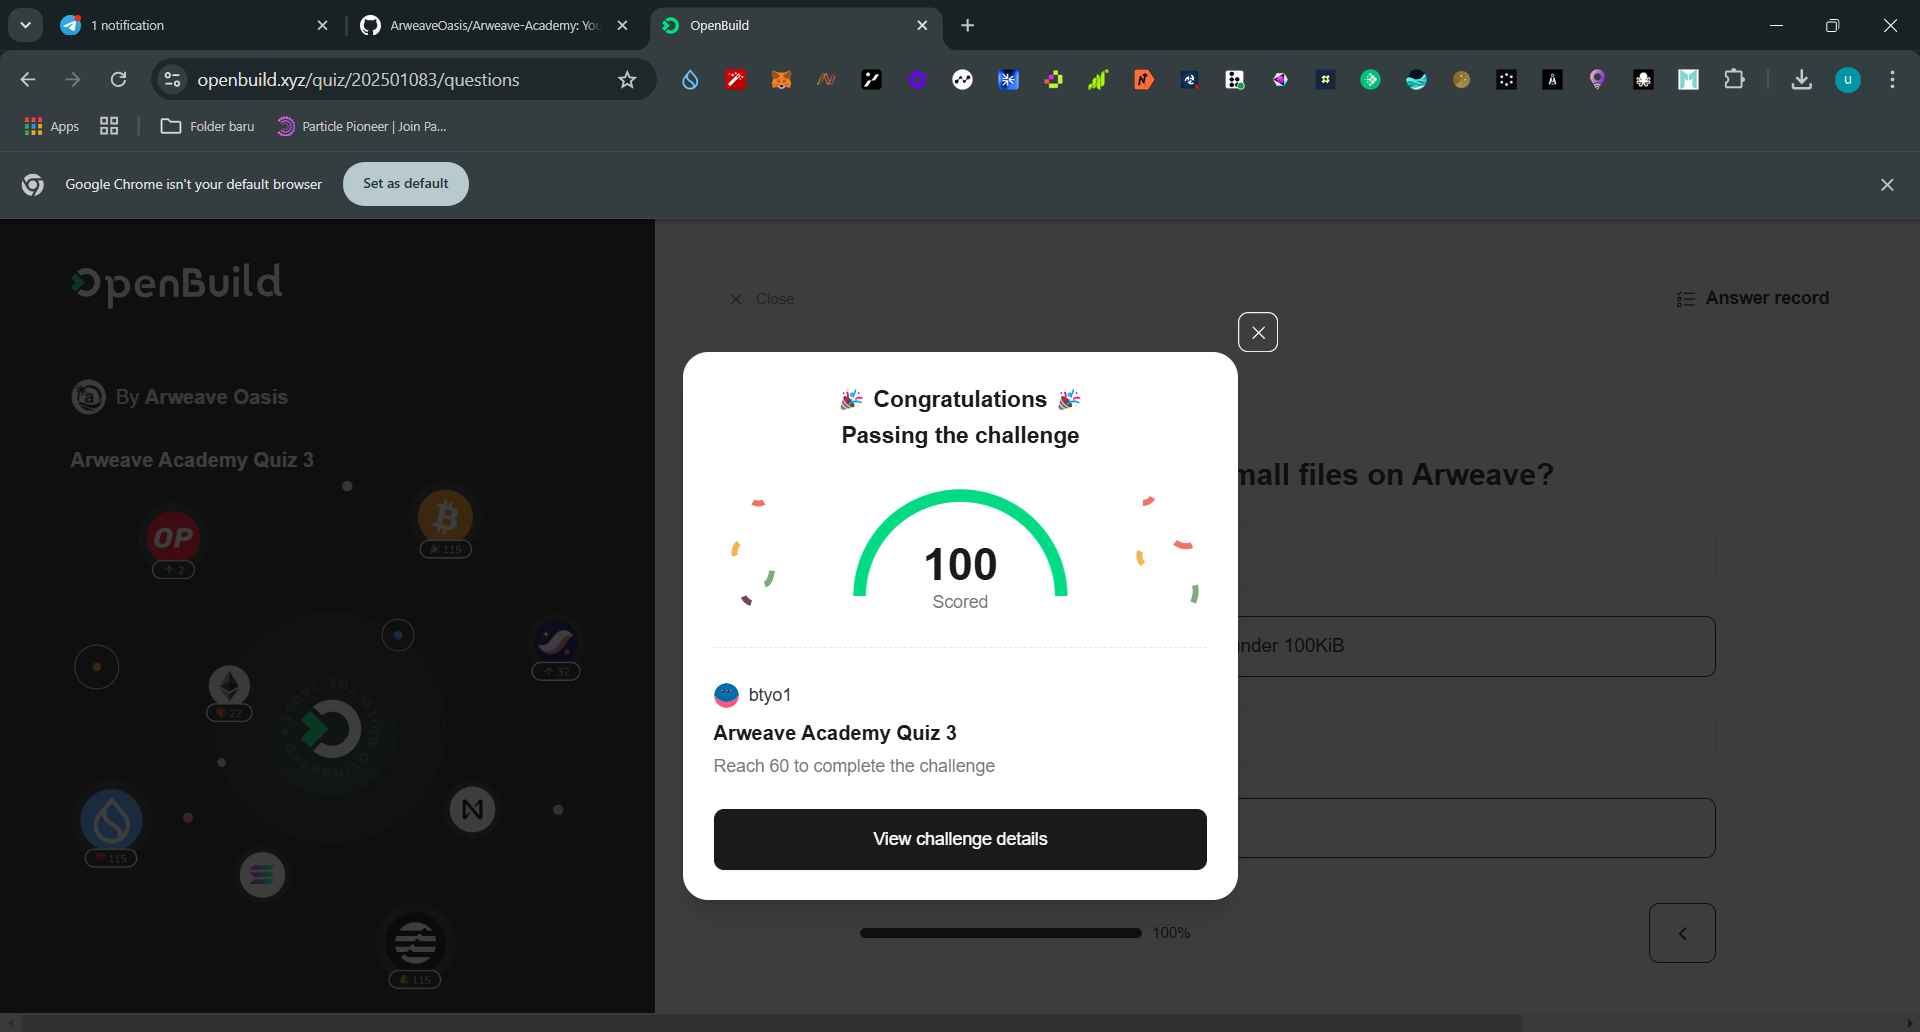 1 notification
ArweaveOasis/Arweave-Academy: You
OpenBuild
openbuild.xyz/quiz/202501083/questions
u
Apps
Folder baru
Particle Pioneer | Join Pa...
Google Chrome isn't your default browser
Set as default
OpenBuild
Close
Answer record
By Arweave Oasis
Arweave Academy Quiz 3
🎉 Congratulations 🎉
Passing the challenge
mall files on Arweave?
100
Scored
under 100KiB
btyo1
Arweave Academy Quiz 3
Reach 60 to complete the challenge
View challenge details
100%
OP
2
115
32
22
115
115